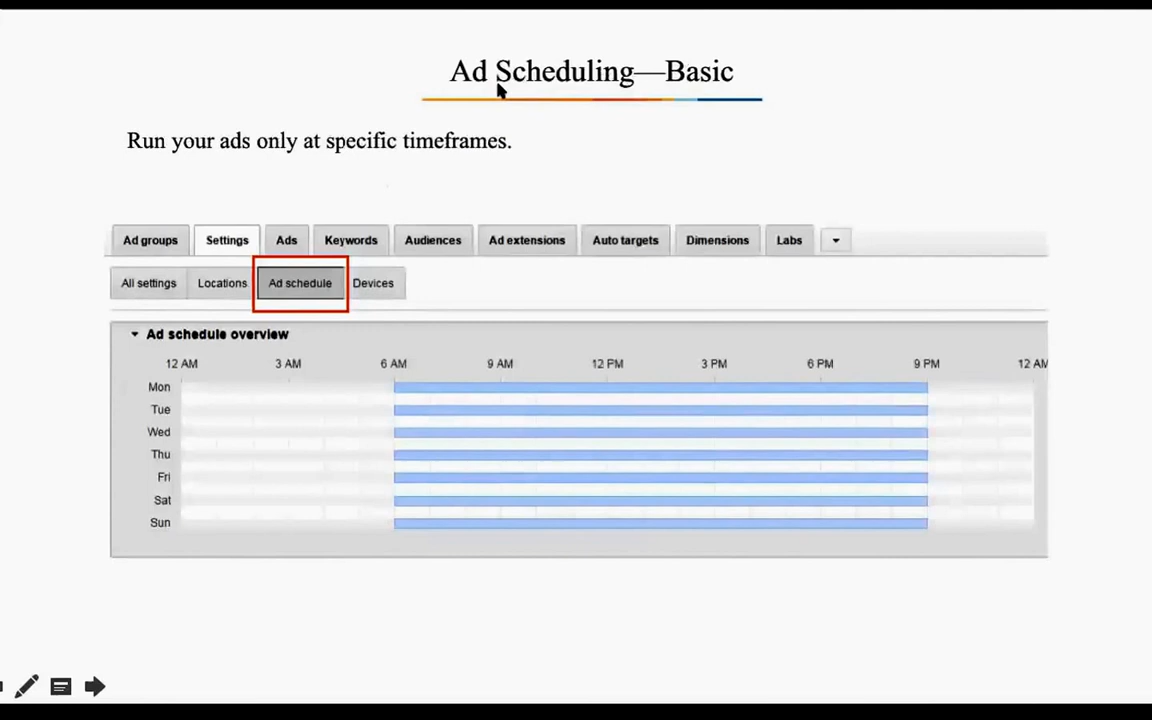 Ad Scheduling—Basic
Run your ads only at specific timeframes.
Ad groups Settings Ads Keywords Audiences Ad extensions Auto targets Dimensions Labs
All settings Locations Ad schedule Devices
Ad schedule overview
12 AM 3 AM 6 AM 9 AM 12 PM 3 PM 6 PM 9 PM 12 AM
Mon
Tue
Wed
Thu
Fri
Sat
Sun